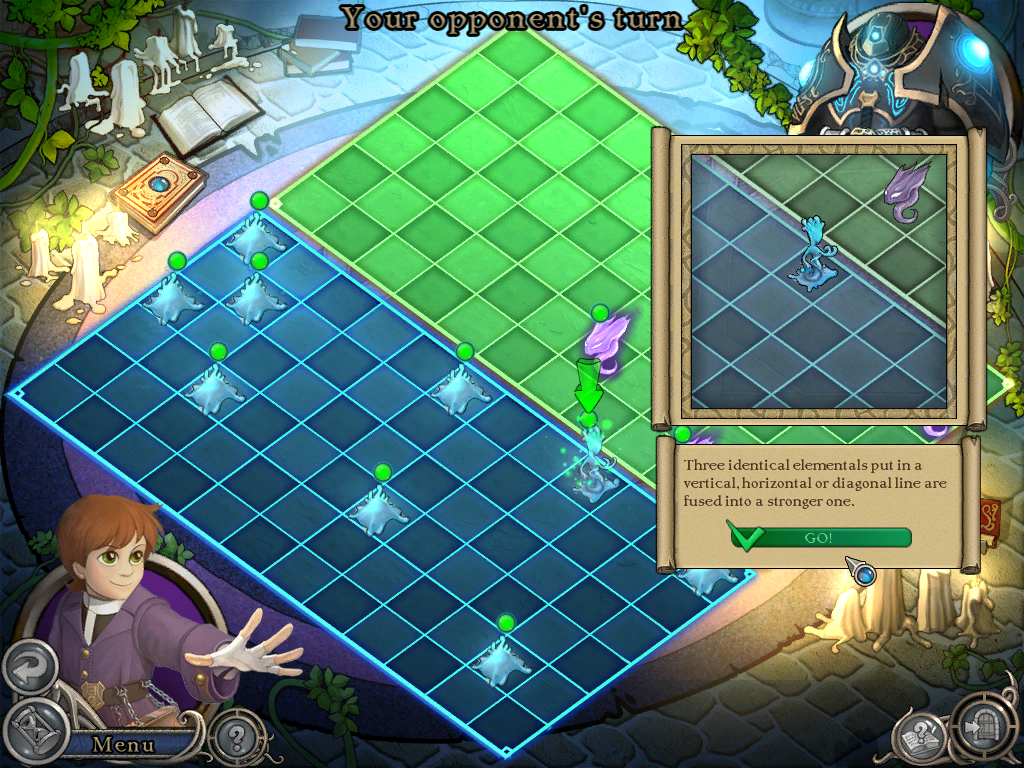 Your opponent's turn
Three identical elementals put in a
vertical, horizontal or diagonal line are
fused into a stronger one.
GO!
Menu
?
?